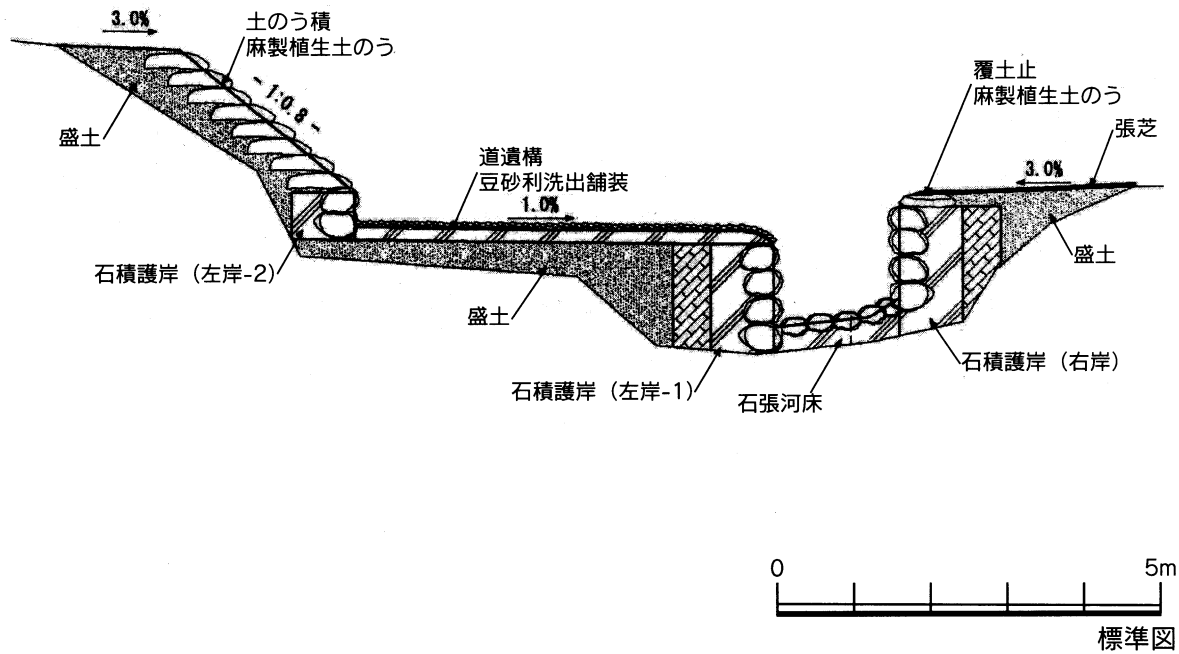 3.0%
土のう積
麻製植生土のう
1:0.8
盛土
覆土止
麻製植生土のう
張芝
3.0%
道遺構
豆砂利洗出舗装
1.0%
盛土
石積護岸（左岸-2）
盛土
石積護岸（右岸）
石積護岸（左岸-1）
石張河床
0
5m
標準図